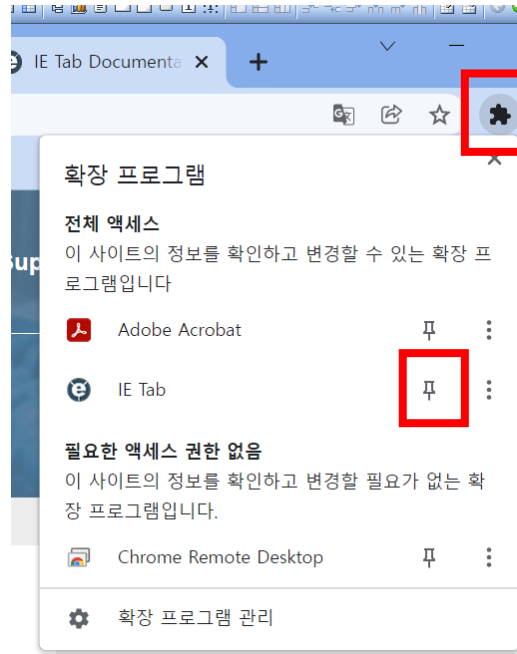 IE Tab Documenta
확장 프로그램
전체 액세스
이 사이트의 정보를 확인하고 변경할 수 있는 확장 프
로그램입니다
Adobe Acrobat
IE Tab
필요한 액세스 권한 없음
이 사이트의 정보를 확인하고 변경할 필요가 없는 확
장 프로그램입니다.
Chrome Remote Desktop
확장 프로그램 관리